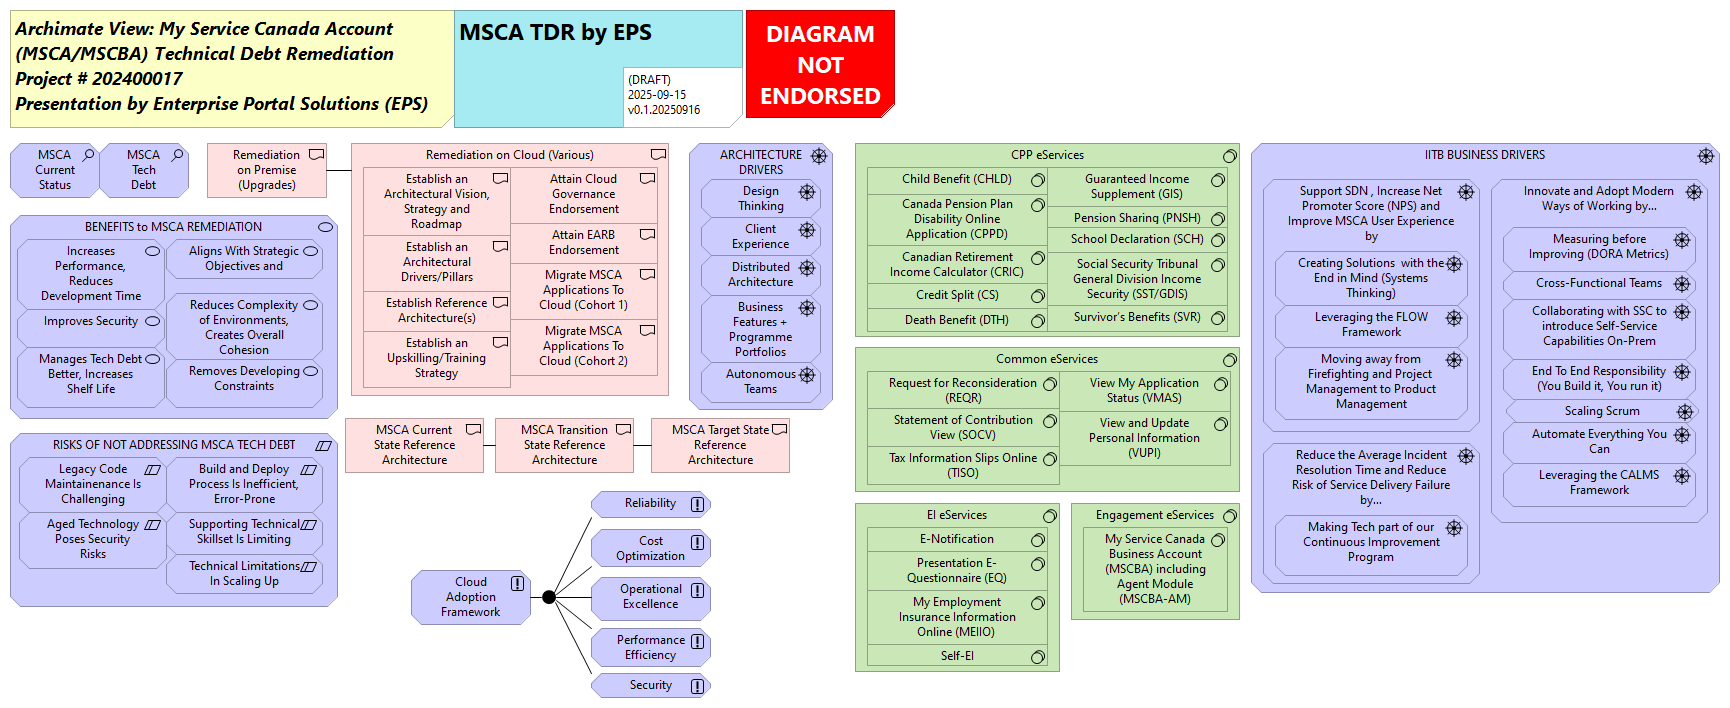 Archimate View: My Service Canada Account
(MSCA/MSCBA) Technical Debt Remediation
Project # 202400017
Presentation by Enterprise Portal Solutions (EPS)
MSCA TDR by EPS
(DRAFT)
2025-09-15
v0.1.20250916
DIAGRAM
NOT
ENDORSED
MSCA
Current
Status
MSCA
Tech
Debt
Remediation
on Premise
(Upgrades)
BENEFITS to MSCA REMEDIATION
Increases
Performance,
Reduces
Development Time
Aligns With Strategic
Objectives and
Improves Security
Reduces Complexity
of Environments,
Creates Overall
Cohesion
Manages Tech Debt
Better, Increases
Shelf Life
Removes Developing
Constraints
RISKS OF NOT ADDRESSING MSCA TECH DEBT
Legacy Code
Maintainenance Is
Challenging
Build and Deploy
Process Is Inefficient,
Error-Prone
Aged Technology
Poses Security
Risks
Supporting Technical
Skillset Is Limiting
Technical Limitations
In Scaling Up
Remediation on Cloud (Various)
Establish an
Architectural Vision,
Strategy and
Roadmap
Establish an
Architectural
Drivers/Pillars
Establish Reference
Architecture(s)
Establish an
Upskilling/Training
Strategy
Attain Cloud
Governance
Endorsement
Attain EARB
Endorsement
Migrate MSCA
Applications To
Cloud (Cohort 1)
Migrate MSCA
Applications To
Cloud (Cohort 2)
MSCA Current
State Reference
Architecture
MSCA Transition
State Reference
Architecture
MSCA Target State
Reference
Architecture
Cloud
Adoption
Framework
Reliability
Cost
Optimization
Operational
Excellence
Performance
Efficiency
Security
ARCHITECTURE
DRIVERS
Design
Thinking
Client
Experience
Distributed
Architecture
Business
Features +
Programme
Portfolios
Autonomous
Teams
CPP eServices
Child Benefit (CHLD)
Canada Pension Plan
Disability Online
Application (CPPD)
Canadian Retirement
Income Calculator (CRIC)
Credit Split (CS)
Death Benefit (DTH)
Guaranteed Income
Supplement (GIS)
Pension Sharing (PNSH)
School Declaration (SCH)
Social Security Tribunal
General Division Income
Security (SST/GDIS)
Survivor's Benefits (SVR)
Common eServices
Request for Reconsideration
(REQR)
Statement of Contribution
View (SOCV)
Tax Information Slips Online
(TISO)
View My Application
Status (VMAS)
View and Update
Personal Information
(VUPI)
EI eServices
E-Notification
Presentation E-
Questionnaire (EQ)
My Employment
Insurance Information
Online (MEIIO)
Self-EI
Engagement eServices
My Service Canada
Business Account
(MSCBA) including
Agent Module
(MSCBA-AM)
IITB BUSINESS DRIVERS
Support SDN , Increase Net
Promoter Score (NPS) and
Improve MSCA User Experience
by
Creating Solutions  with the
End in Mind (Systems
Thinking)
Leveraging the FLOW
Framework
Moving away from
Firefighting and Project
Management to Product
Management
Reduce the Average Incident
Resolution Time and Reduce
Risk of Service Delivery Failure
by...
Making Tech part of our
Continuous Improvement
Program
Innovate and Adopt Modern
Ways of Working by...
Measuring before
Improving (DORA Metrics)
Cross-Functional Teams
Collaborating with SSC to
introduce Self-Service
Capabilities On-Prem
End To End Responsibility
(You Build it, You run it)
Scaling Scrum
Automate Everything You
Can
Leveraging the CALMS
Framework